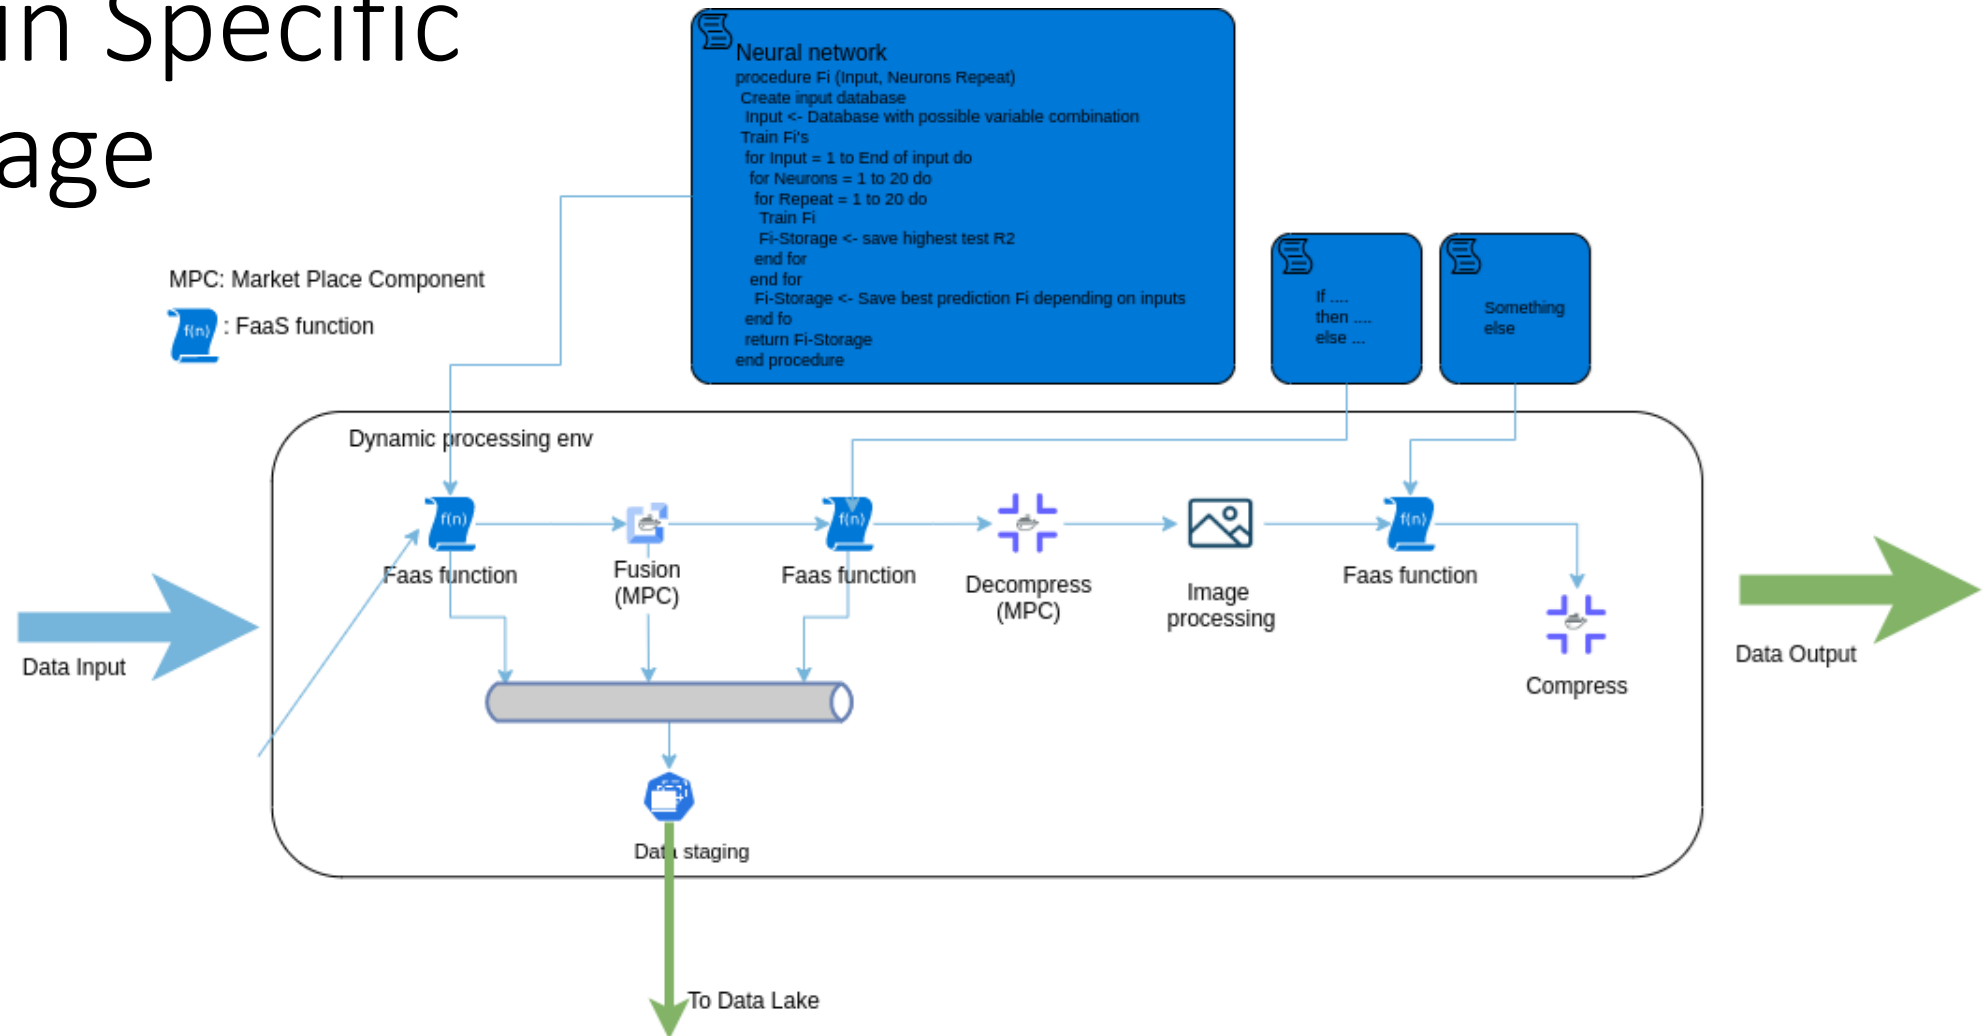 in Specific
age
Neural network
procedure Fi (Input, Neurons Repeat)
Create input database
Input <- Database with possible variable combination
Train Fi's
for Input = 1 to End of input do
for Neurons = 1 to 20 do
for Repeat = 1 to 20 do
Train Fi
Fi-Storage <- save highest test R2
end for
end for
Fi-Storage <- Save best prediction Fi depending on inputs
end fo
return Fi-Storage
end procedure
If ....
then ....
else ...
Something
else
MPC: Market Place Component
f(n) : FaaS function
Dynamic processing env
f(n)
f(n)
f(n)
Faas function
Fusion
(MPC)
Faas function
Decompress
(MPC)
Image
processing
Faas function
Compress
Data Input
Data Output
Data staging
To Data Lake